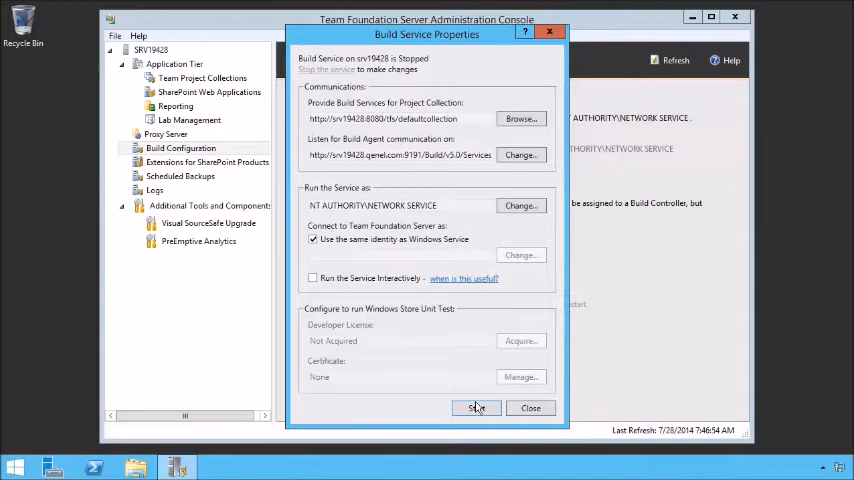 Recycle Bin
Team Foundation Server Administration Console
File Help
SRV19428
Application Tier
Team Project Collections
SharePoint Web Applications
Reporting
Lab Management
Proxy Server
Build Configuration
Extensions for SharePoint Products
Scheduled Backups
Logs
Additional Tools and Components
Visual SourceSafe Upgrade
PreEmptive Analytics
Build Service Properties
?
Build Service on srv19428 is Stopped
Stop the service to make changes
Communications:
Provide Build Services for Project Collection:
http://srv19428:8080/tfs/defaultcollection
Browse...
Listen for Build Agent communication on:
http://srv19428.qenel.com:9191/Build/v5.0/Services
Change...
Run the Service as:
NT AUTHORITY\NETWORK SERVICE
Change...
Connect to Team Foundation Server as:
Use the same identity as Windows Service
Change...
Run the Service Interactively - when is this useful?
Configure to run Windows Store Unit Test:
Developer License:
Not Acquired
Acquire...
Certificate:
None
Manage...
Start
Close
Refresh
Help
AUTHORITY\NETWORK SERVICE .
AUTHORITY\NETWORK SERVICE
be assigned to a Build Controller, but
estart
Last Refresh: 7/28/2014 7:46:54 AM